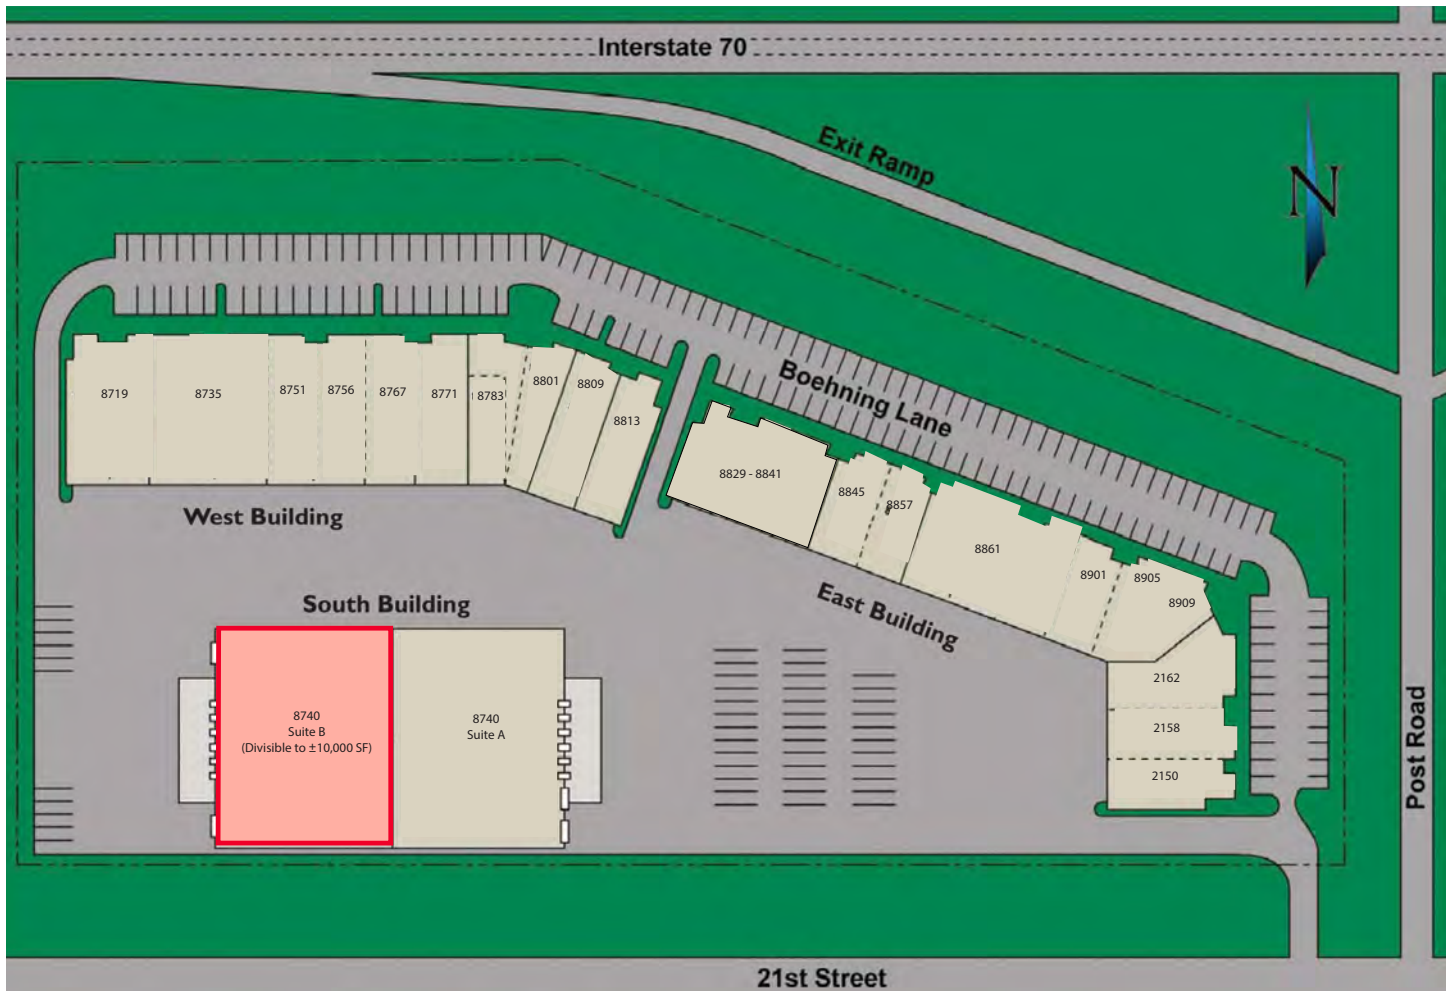 Interstate 70
Exit Ramp
N
Boehning Lane
8719
8735
8751
8756
8767
8771
8783
8801
8809
8813
8829 - 8841
8845
8857
8861
8901
8905
8909
West Building
East Building
South Building
8740
Suite B
(Divisible to ±10,000 SF)
8740
Suite A
2162
2158
2150
Post Road
21st Street